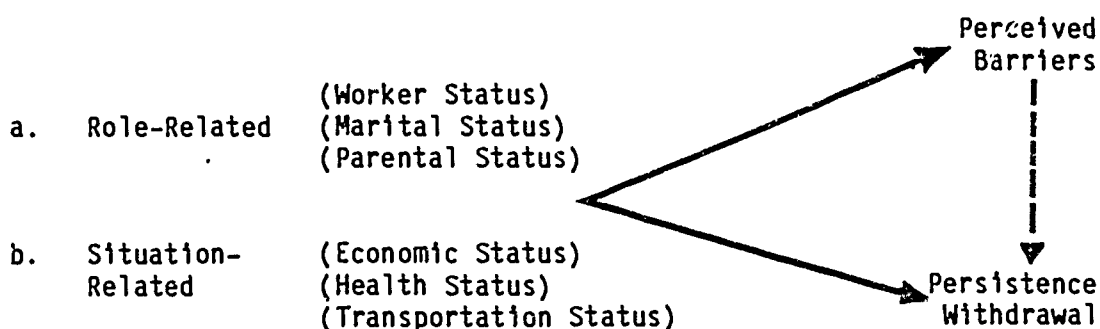 Perceived
Barriers
(Worker Status)
a. Role-Related (Marital Status)
(Parental Status)
b. Situation- (Economic Status)
Related (Health Status)
(Transportation Status)
Persistence
Withdrawal